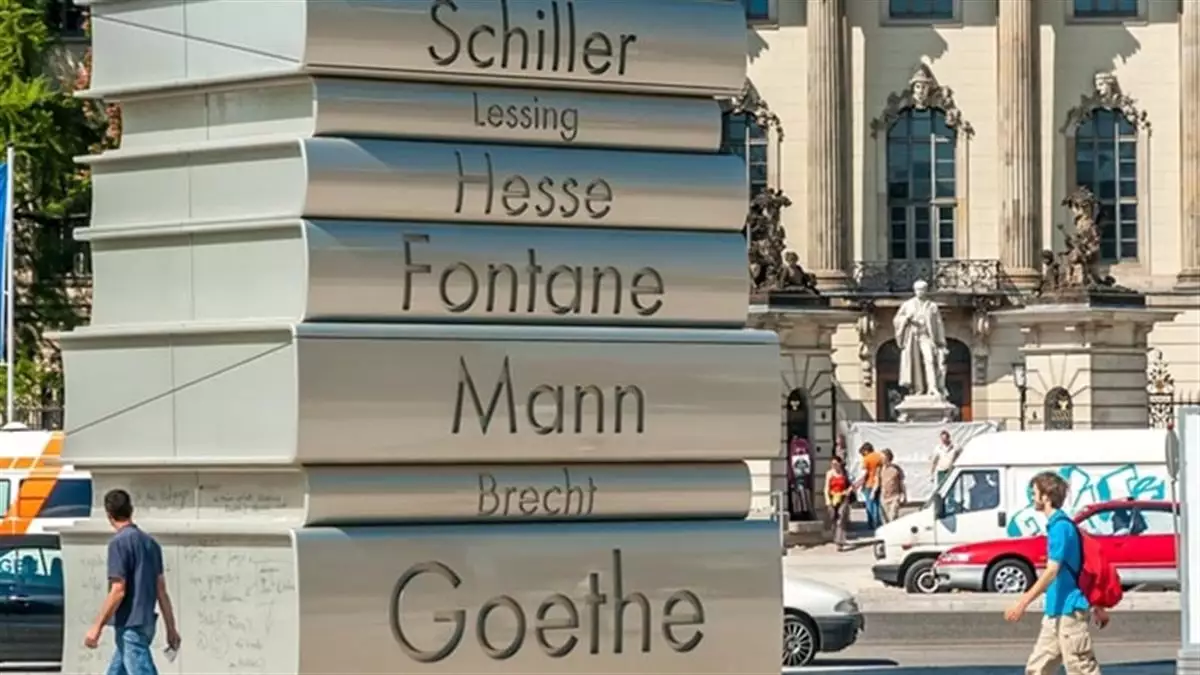 Schiller
Lessing
Hesse
Fontane
Mann
Brecht
Goethe